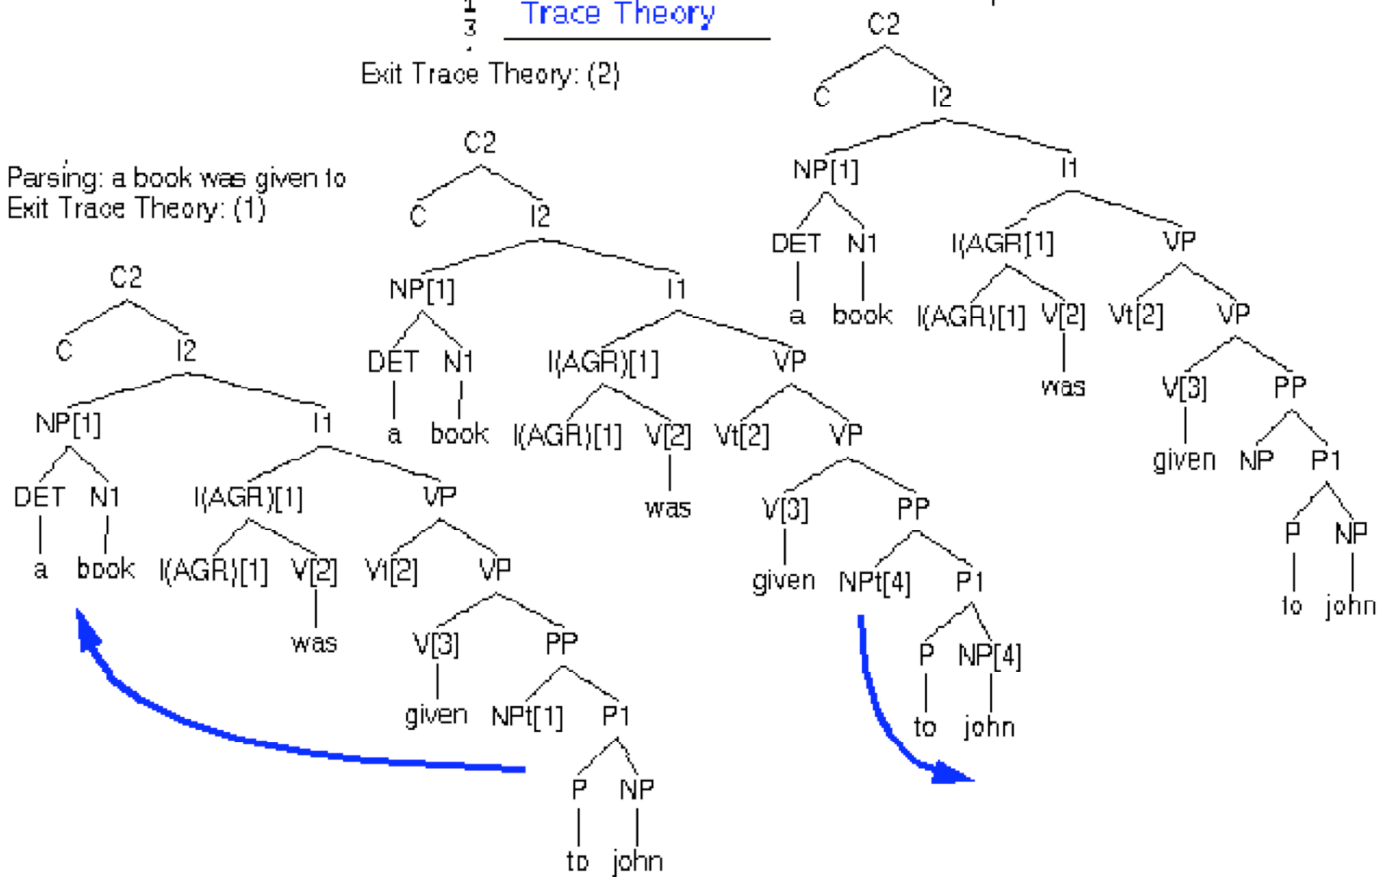 1
3
Trace Theory
Exit Trace Theory: (2)
Parsing: a book was given to
Exit Trace Theory: (1)
C2
C I2
NP[1] I1
DET N1 I(AGR)[1] VP
a book I(AGR)[1] V[2] Vt[2] VP
was V[3] PP
given NPt[1] P1
P NP
to john
C2
C I2
NP[1] I1
DET N1 I(AGR)[1] VP
a book I(AGR)[1] V[2] Vt[2] VP
was V[3] PP
given NPt[4] P1
P NP[4]
to john
C2
C I2
NP[1] I1
DET N1 I(AGR[1] VP
a book I(AGR)[1] V[2] Vt[2] VP
was V[3] PP
given NP P1
P NP
to john